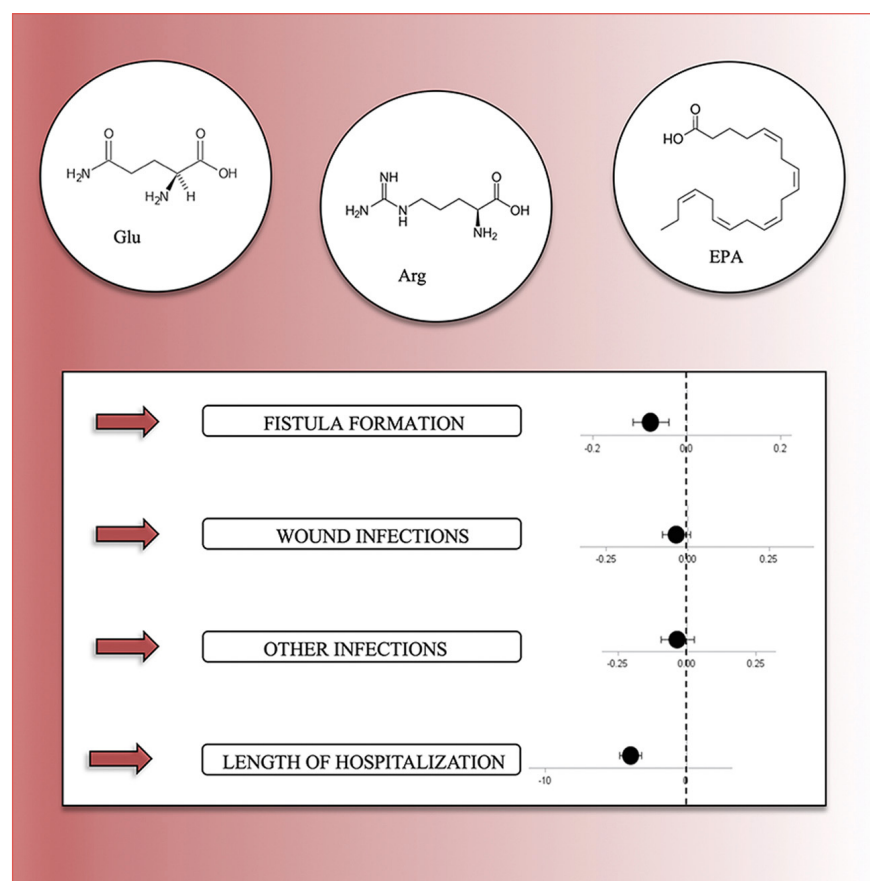 O
O
H₂N
OH
H₂N
H
Glu
NH
O
H₂N
N
H
OH
NH₂
Arg
O
HO
EPA
FISTULA FORMATION
-0.2
0.0
0.2
WOUND INFECTIONS
-0.25
0.00
0.25
OTHER INFECTIONS
-0.25
0.00
0.25
LENGTH OF HOSPITALIZATION
-10
0